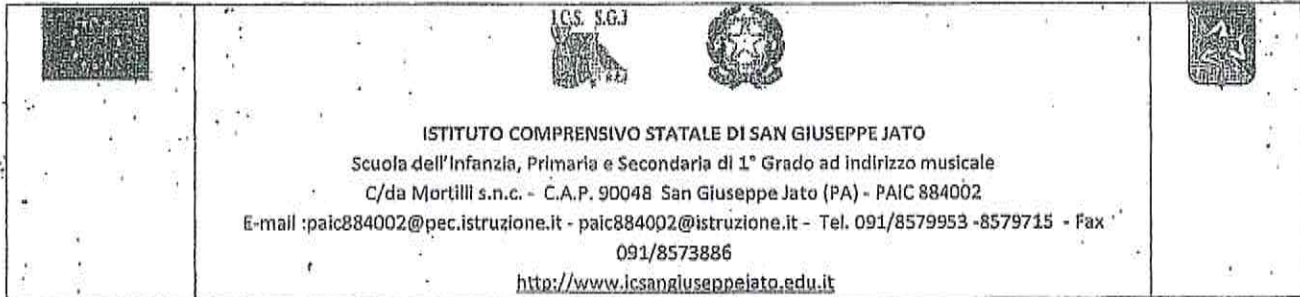 I.C.S. S.G.J
ISTITUTO COMPRENSIVO STATALE DI SAN GIUSEPPE JATO
Scuola dell'Infanzia, Primaria e Secondaria di 1° Grado ad indirizzo musicale
C/da Mortilli s.n.c. - C.A.P. 90048 San Giuseppe Jato (PA) - PAIC 884002
E-mail :paic884002@pec.istruzione.it - paic884002@istruzione.it - Tel. 091/8579953 -8579715 - Fax
091/8573886
http://www.icsangiuseppejato.edu.it